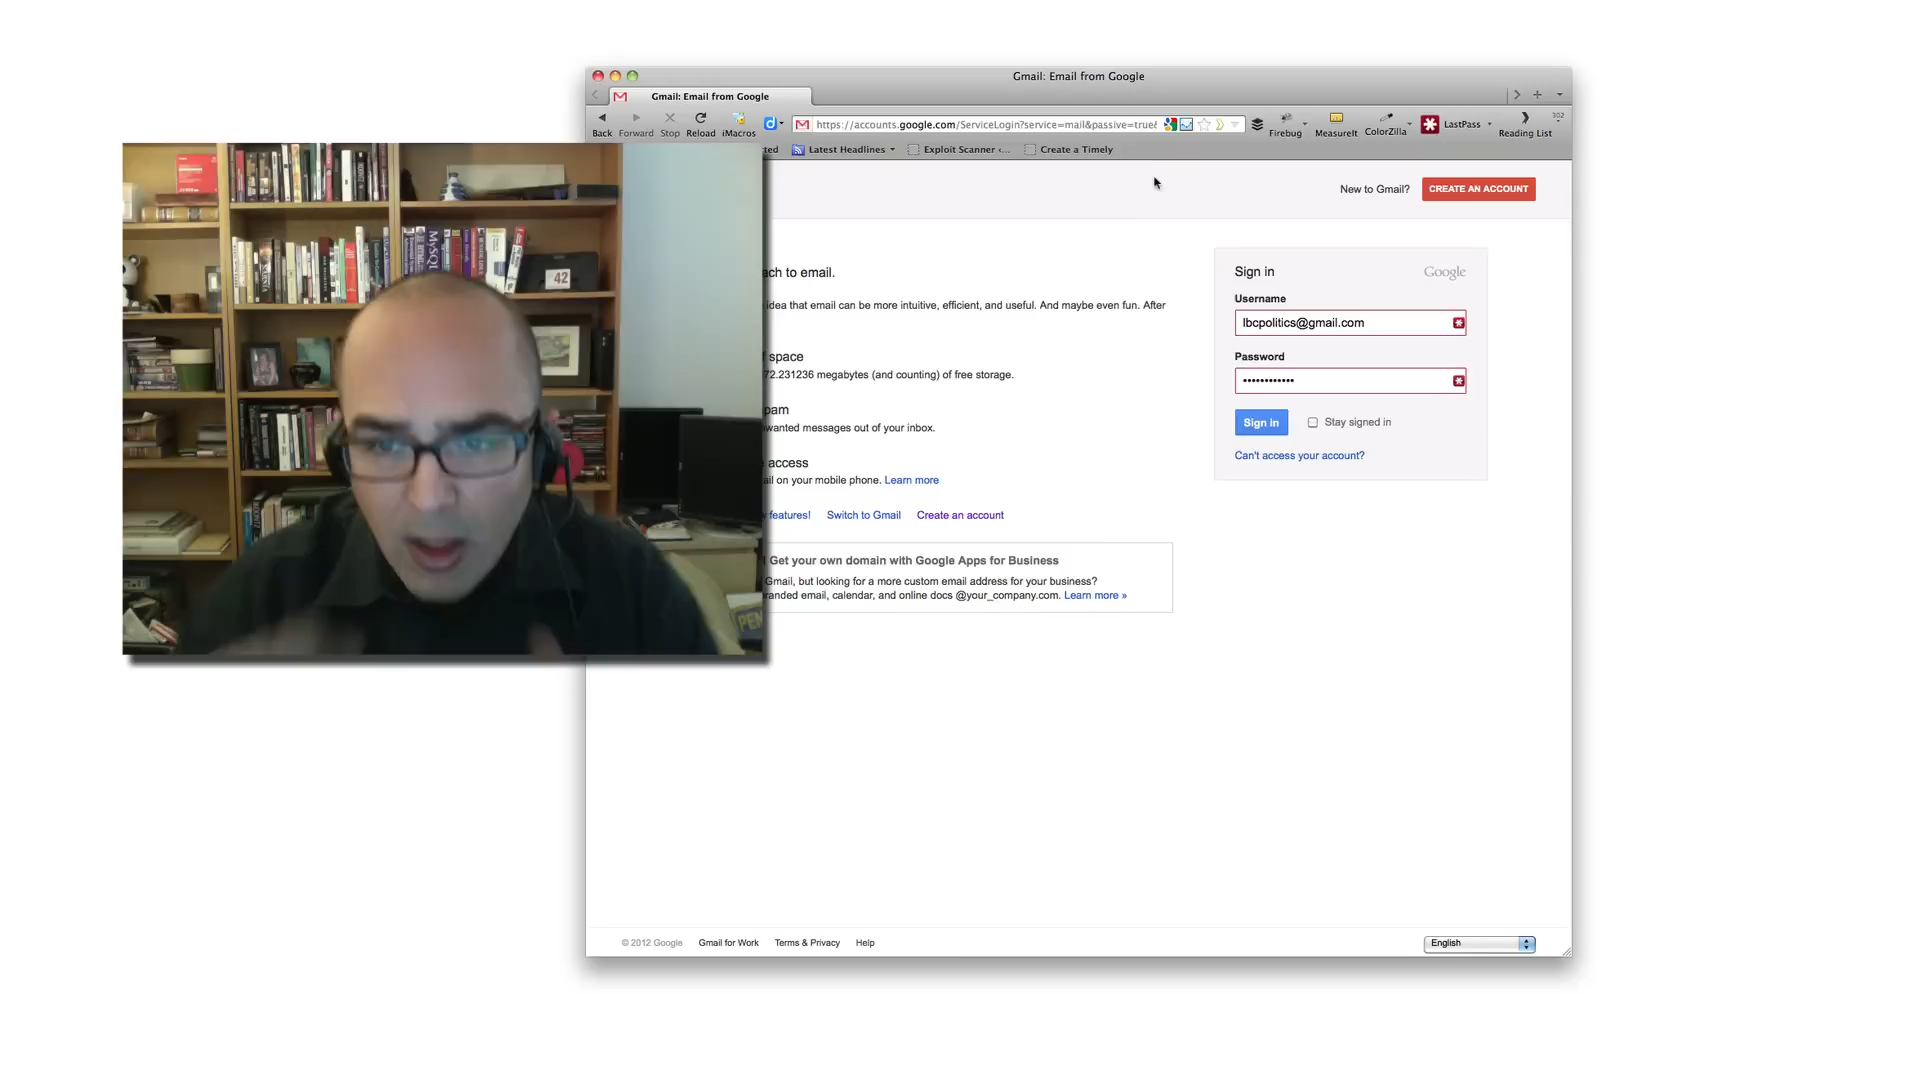 Gmail: Email from Google
Gmail: Email from Google
Back Forward Stop Reload iMacros
https://accounts.google.com/ServiceLogin?service=mail&passive=true&
Firebug MeasureIt ColorZilla LastPass Reading List
302
Latest Headlines Exploit Scanner ‹... Create a Timely
New to Gmail? CREATE AN ACCOUNT
ach to email.
idea that email can be more intuitive, efficient, and useful. And maybe even fun. After
space
72.231236 megabytes (and counting) of free storage.
pam
wanted messages out of your inbox.
access
ail on your mobile phone. Learn more
features! Switch to Gmail Create an account
Get your own domain with Google Apps for Business
Gmail, but looking for a more custom email address for your business?
randed email, calendar, and online docs @your_company.com. Learn more »
Sign in Google
Username
lbcpolitics@gmail.com
Password
••••••••••••
Sign in Stay signed in
Can't access your account?
MySQL
42
© 2012 Google Gmail for Work Terms & Privacy Help
English